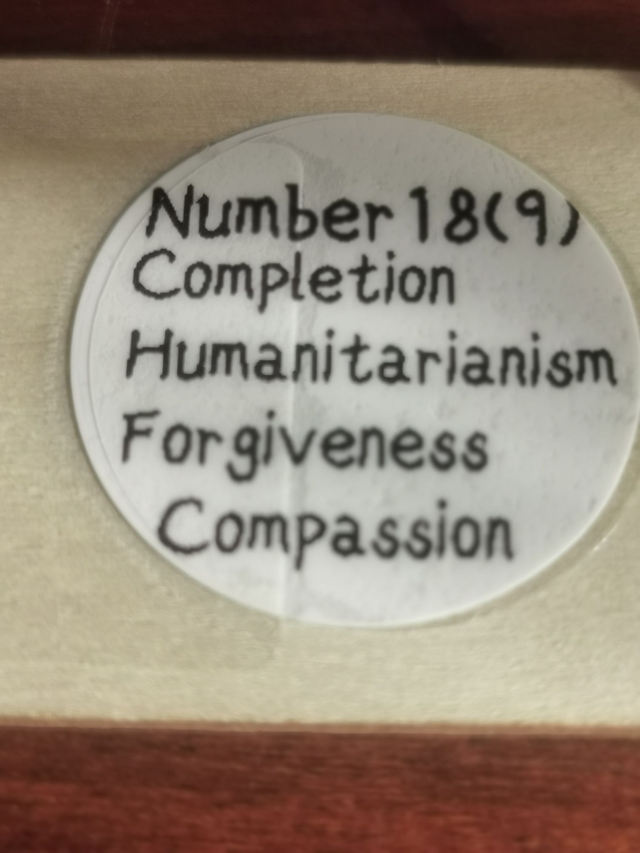 Number 18(9)
Completion
Humanitarianism
Forgiveness
Compassion